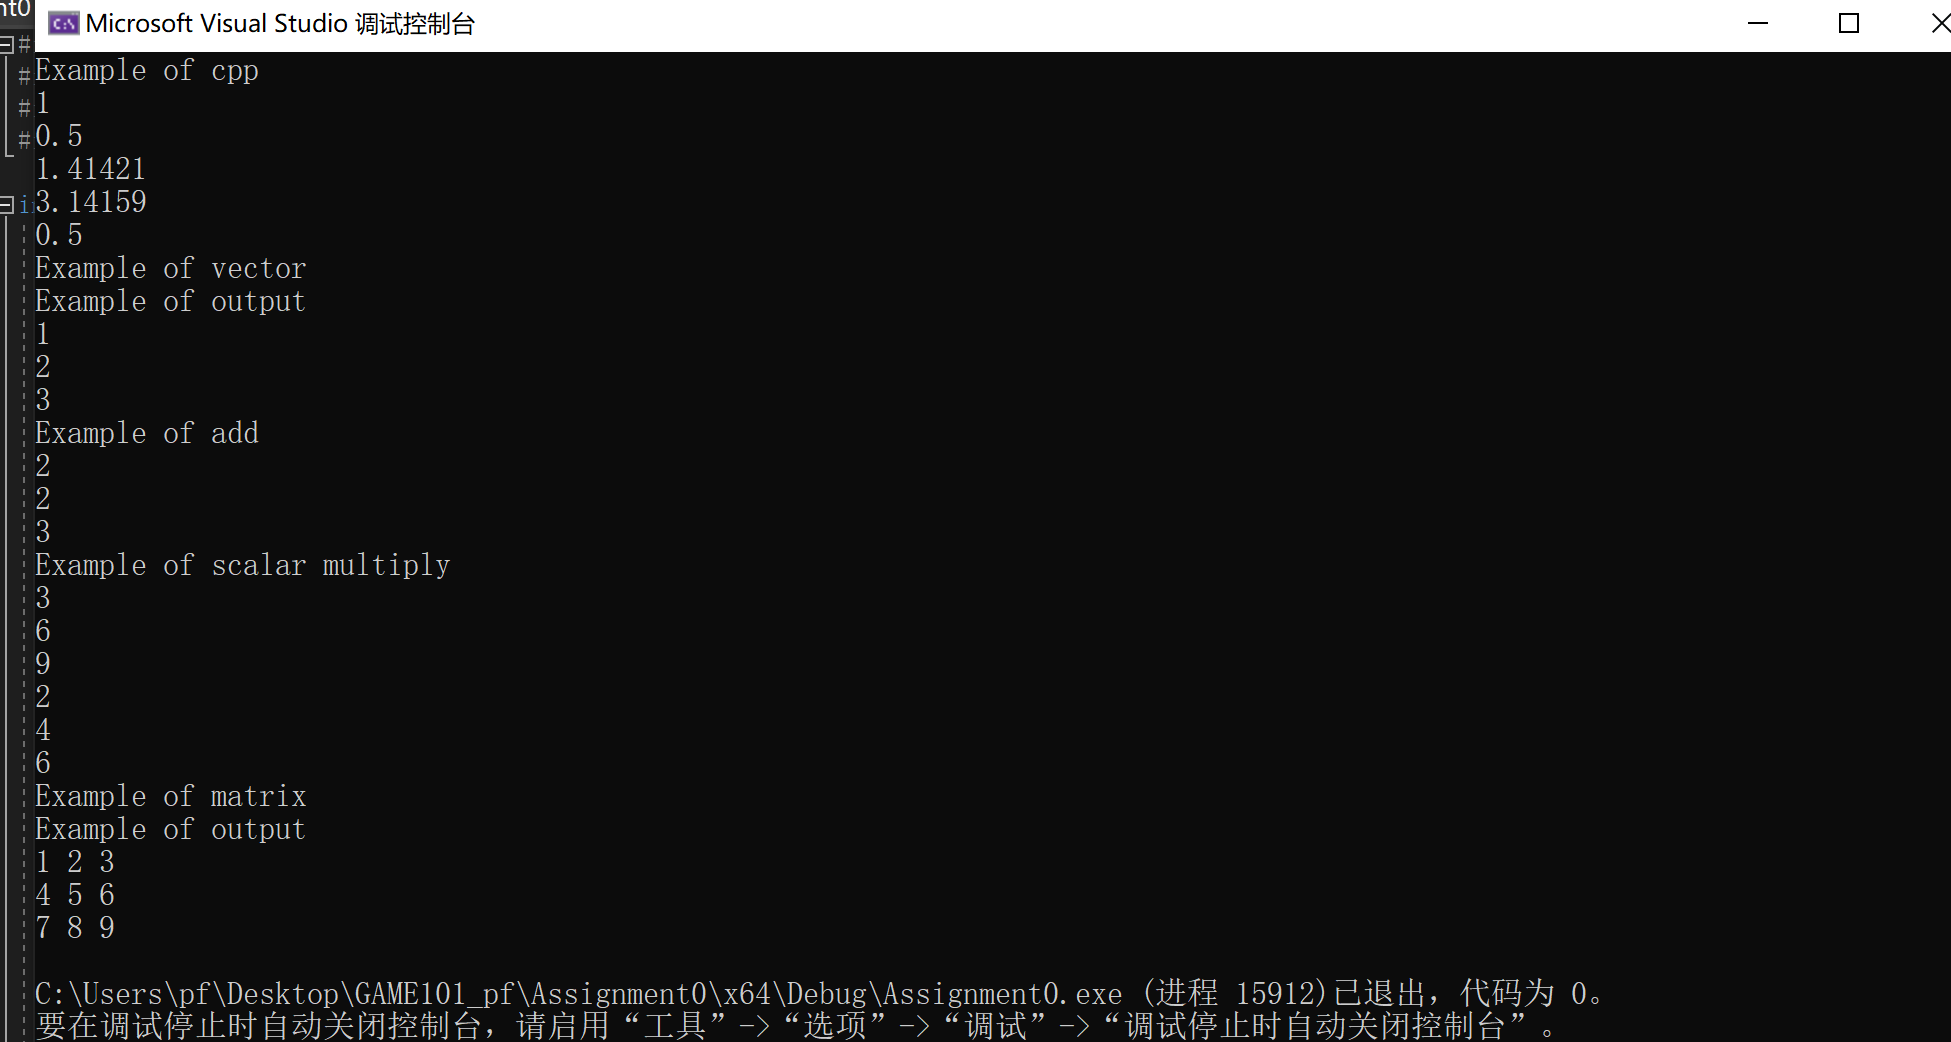 nt0
Microsoft Visual Studio 调试控制台
#
#
#
#
i
Example of cpp
1
0.5
1.41421
3.14159
0.5
Example of vector
Example of output
1
2
3
Example of add
2
2
3
Example of scalar multiply
3
6
9
2
4
6
Example of matrix
Example of output
1 2 3
4 5 6
7 8 9
C:\Users\pf\Desktop\GAME101_pf\Assignment0\x64\Debug\Assignment0.exe (进程 15912)已退出，代码为 0。
要在调试停止时自动关闭控制台，请启用“工具”->“选项”->“调试”->“调试停止时自动关闭控制台”。